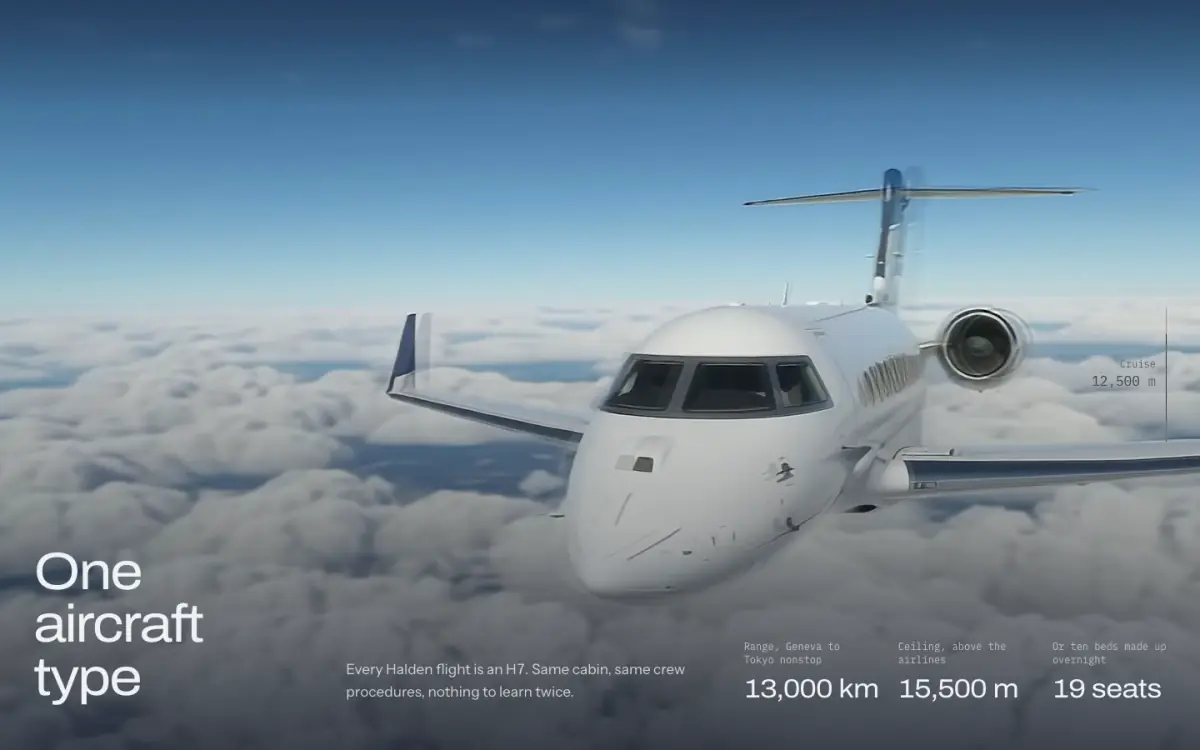 Cruise
12,500 m
One
aircraft
type
Every Halden flight is an H7. Same cabin, same crew
procedures, nothing to learn twice.
Range, Geneva to
Tokyo nonstop
13,000 km
Ceiling, above the
airlines
15,500 m
Or ten beds made up
overnight
19 seats